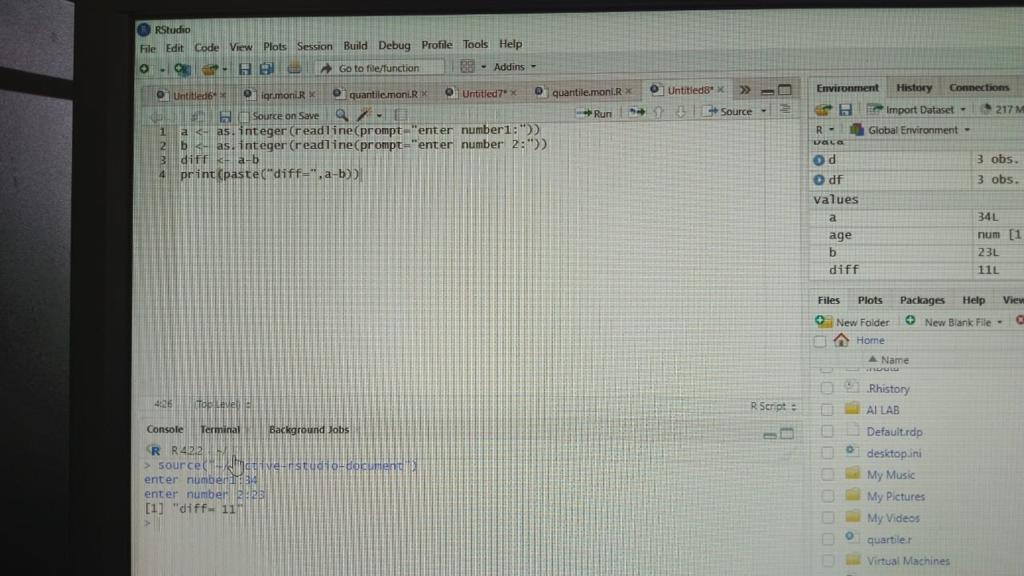 RStudio
File Edit Code View Plots Session Build Debug Profile Tools Help
Go to file/function Addins
Untitled6* × iqr.moni.R × quantile.moni.R × Untitled7* × quantile.moni.R × Untitled8* ×
Source on Save Run Source
1 a <- as.integer(readline(prompt="enter number1:"))
2 b <- as.integer(readline(prompt="enter number 2:"))
3 diff <- a-b
4 print(paste("diff=",a-b))
4:26 (Top Level) R Script
Console Terminal Background Jobs
R 4.2.2 · ~/
enter number1:34
enter number 2:23
[1] "diff= 11"
>
Environment History Connections
Import Dataset 217 M
R Global Environment
Data
d 3 obs.
df 3 obs.
values
a 34L
age num [1
b 23L
diff 11L
Files Plots Packages Help View
New Folder New Blank File
Home
Name
.RData
.Rhistory
AI LAB
Default.rdp
desktop.ini
My Music
My Pictures
My Videos
quartile.r
Virtual Machines